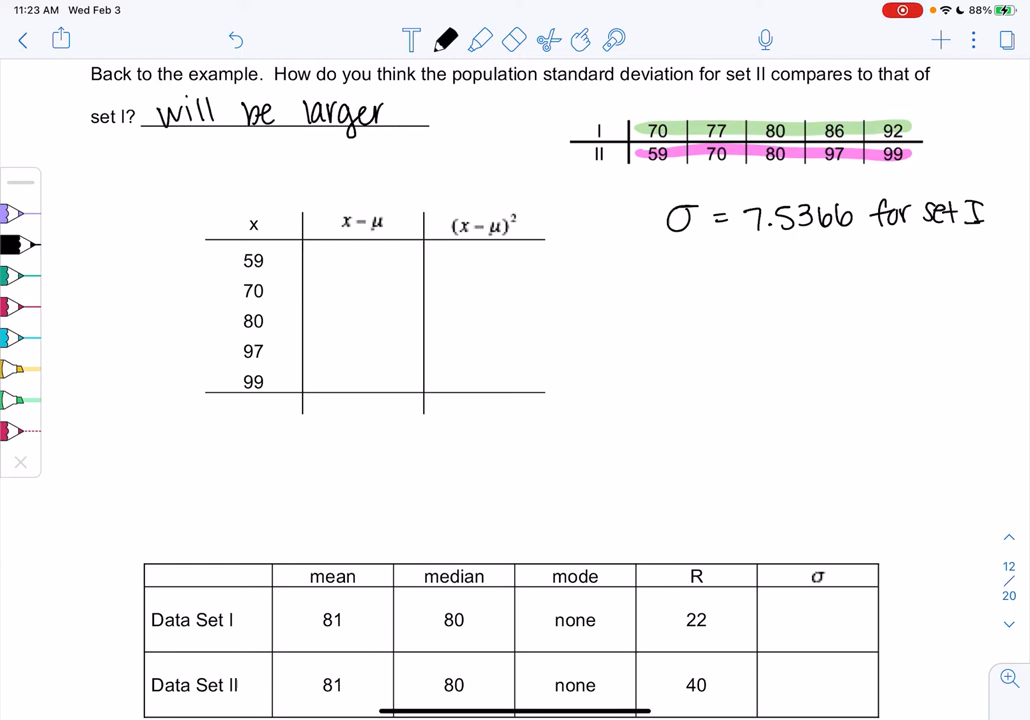 11:23 AM Wed Feb 3
88%
T
Back to the example. How do you think the population standard deviation for set II compares to that of
set I? will be larger
I 70 77 80 86 92
II 59 70 80 97 99
σ = 7.5366 for set I
x x – μ (x – μ)²
59
70
80
97
99
12
/
20
mean median mode R σ
Data Set I 81 80 none 22
Data Set II 81 80 none 40